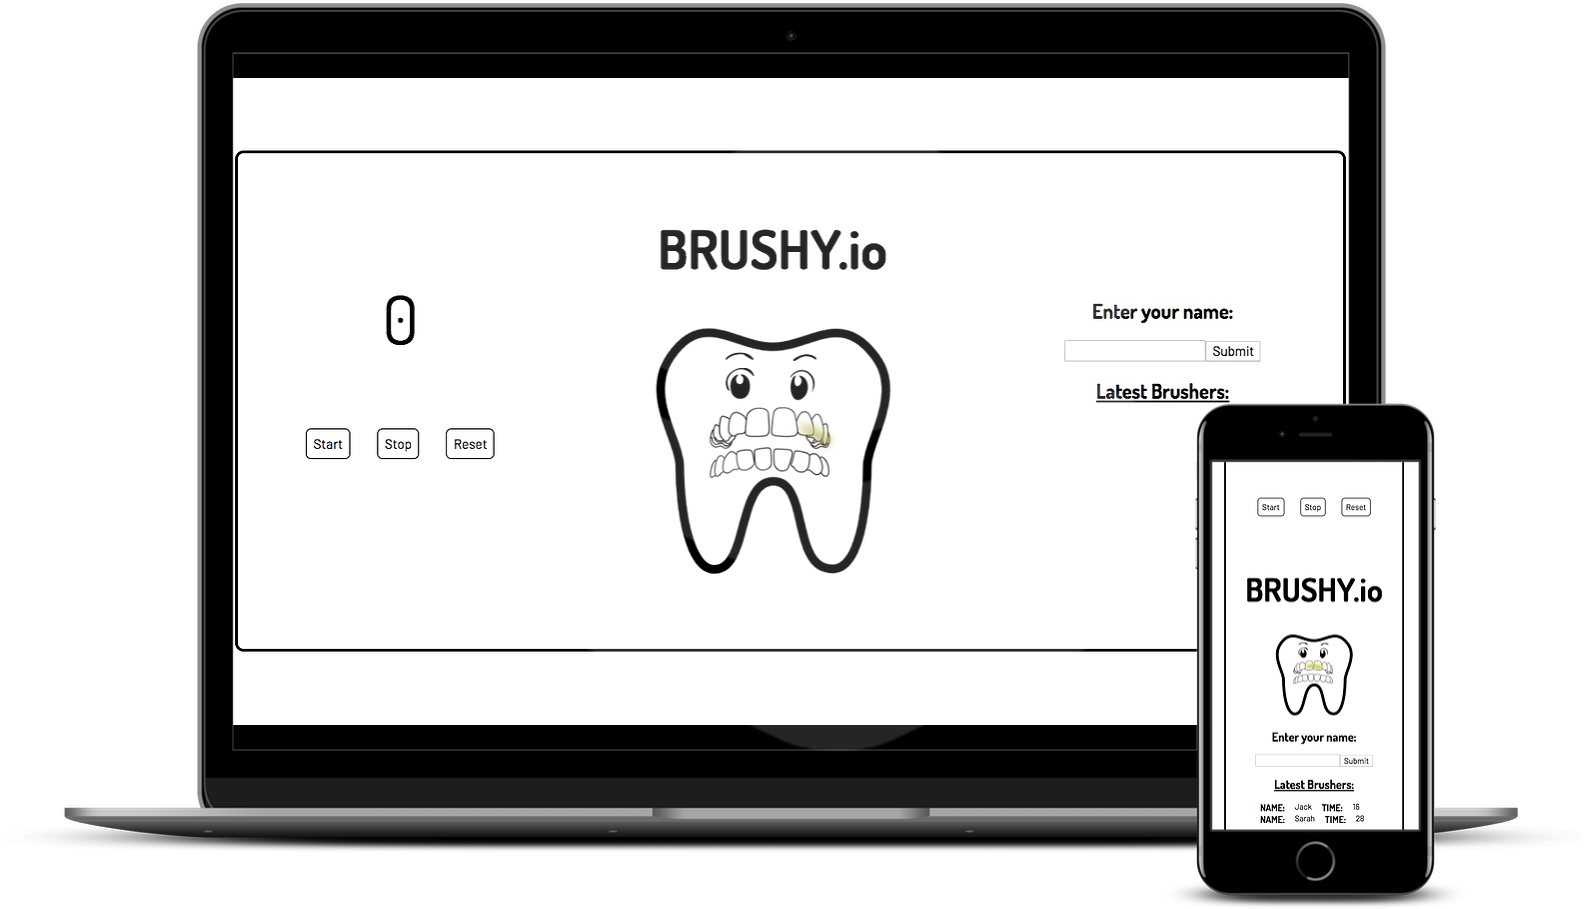 BRUSHY.io
0
Enter your name:
Submit
Latest Brushers:
Start Stop Reset
Start Stop Reset
BRUSHY.io
Enter your name:
Submit
Latest Brushers:
NAME: Jack TIME: 16
NAME: Sarah TIME: 28